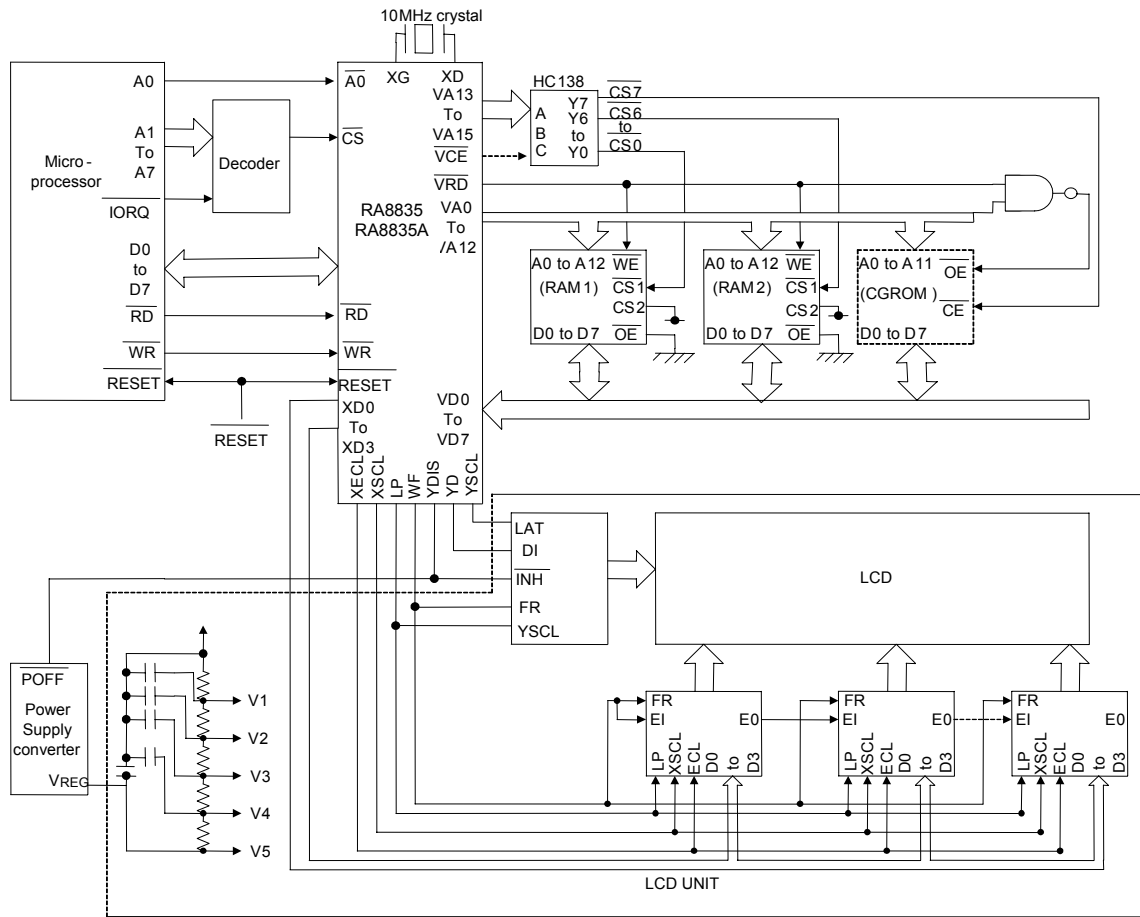 10MHz crystal
Micro-
processor
A0
A1
To
A7
IORQ
D0
to
D7
RD
WR
RESET
Decoder
RESET
XG
XD
A0
CS
RD
WR
RESET
XD0
To
XD3
RA8835
RA8835A
VA13
To
VA15
VCE
VRD
VA0
To
/A12
VD0
To
VD7
XECL
XSCL
LP
WF
YDIS
YD
YSCL
HC138
A
B
C
Y7
Y6
to
Y0
CS7
CS6
to
CS0
A0 to A12
(RAM1)
D0 to D7
WE
CS1
CS2
OE
A0 to A12
(RAM2)
D0 to D7
WE
CS1
CS2
OE
A0 to A11
(CGROM)
D0 to D7
OE
CE
LAT
DI
INH
FR
YSCL
LCD
POFF
Power
Supply
converter
VREG
V1
V2
V3
V4
V5
FR
EI
E0
LP
XSCL
ECL
D0
to
D3
FR
EI
E0
LP
XSCL
ECL
D0
to
D3
FR
EI
E0
LP
XSCL
ECL
D0
to
D3
LCD UNIT